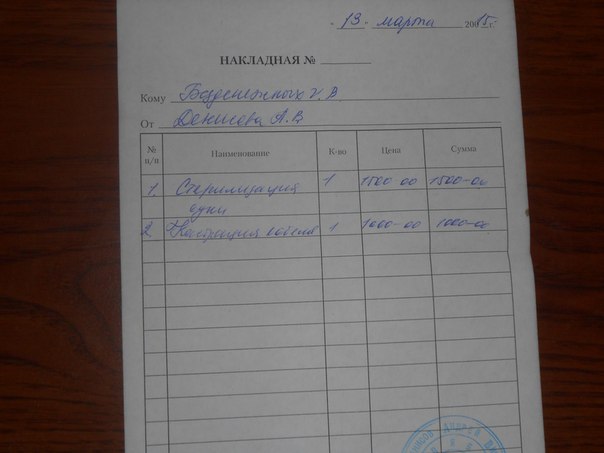 " 13 " марта 2015 г.
НАКЛАДНАЯ №
Кому В.
От Денисова А.В
№ п/п Наименование К-во Цена Сумма
1. Стерилизация 1 1500-00 1500-00
суки
2. Кастрация кобеля 1 1000-00 1000-00
АНДРЕЙ